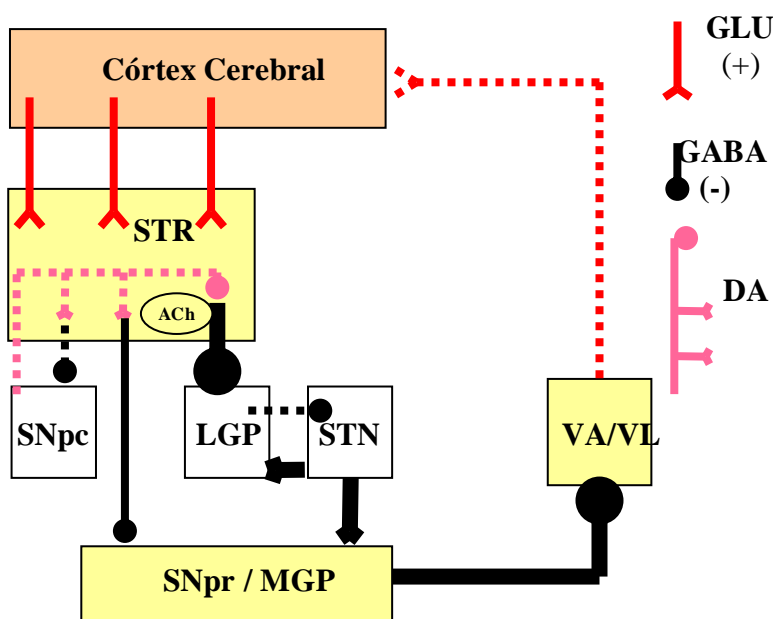 Córtex Cerebral
GLU
(+)
GABA
(-)
STR
DA
ACh
SNpc
LGP
STN
VA/VL
SNpr / MGP